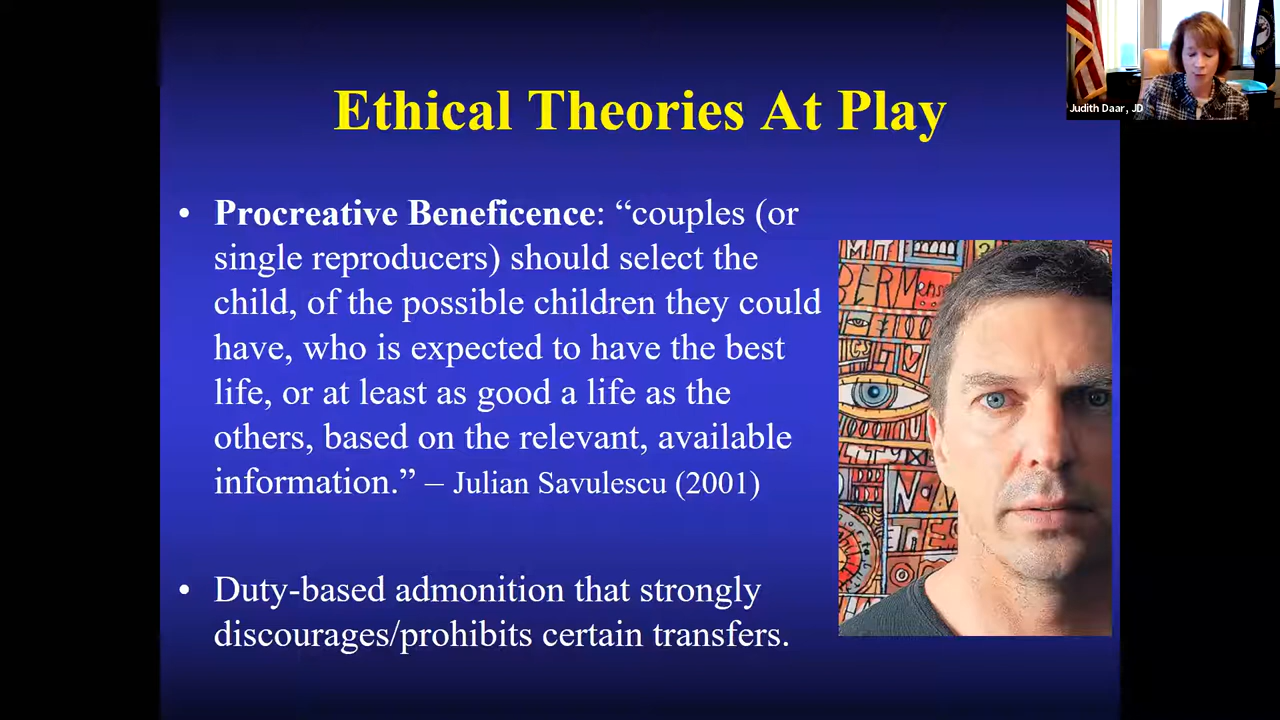 Ethical Theories At Play
Judith Daar, JD
• Procreative Beneficence: “couples (or
single reproducers) should select the
child, of the possible children they could
have, who is expected to have the best
life, or at least as good a life as the
others, based on the relevant, available
information.” – Julian Savulescu (2001)
• Duty-based admonition that strongly
discourages/prohibits certain transfers.